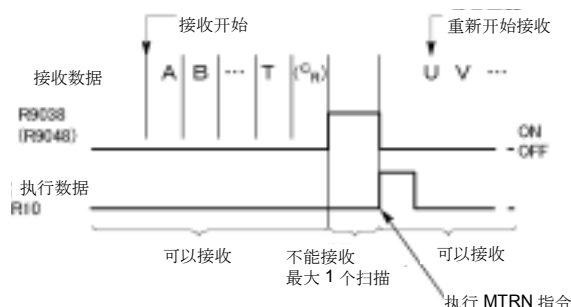 接收开始
重新开始接收
接收数据
A B ... T (CR) U V ...
R9038
(R9048)
ON
OFF
执行数据
R10
可以接收
不能接收
最大 1 个扫描
可以接收
执行 MTRN 指令